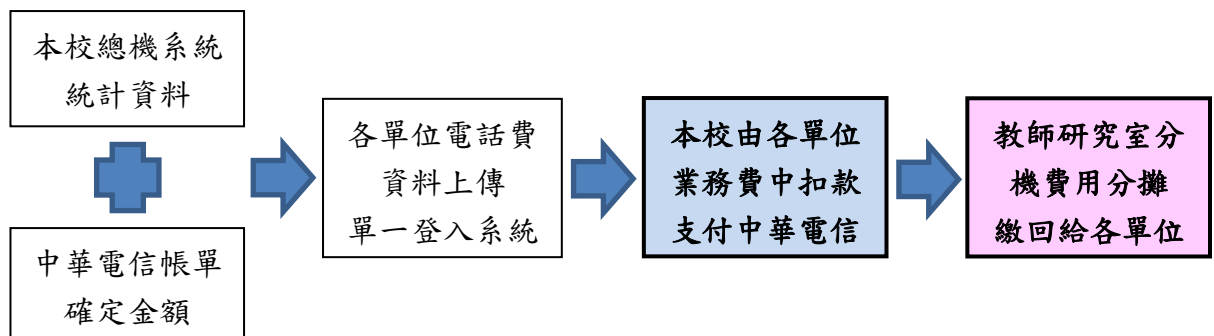 本校總機系統
統計資料
中華電信帳單
確定金額
各單位電話費
資料上傳
單一登入系統
本校由各單位
業務費中扣款
支付中華電信
教師研究室分
機費用分攤
繳回給各單位